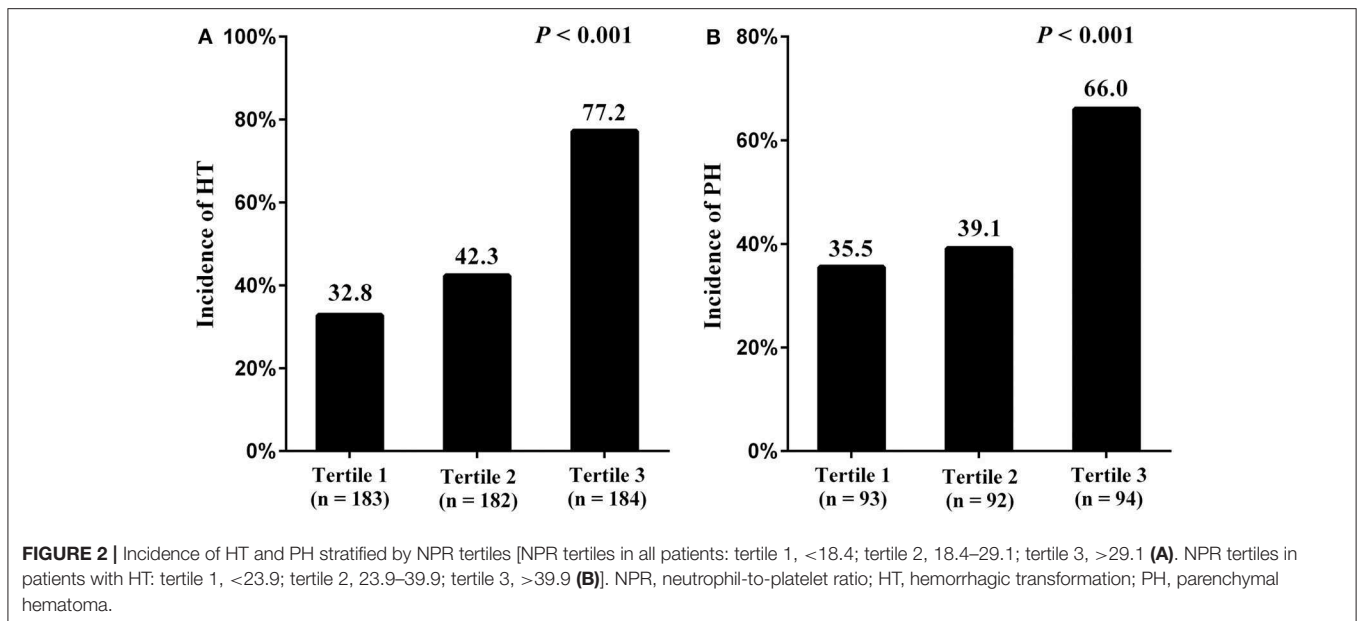 A
100%
P < 0.001
80%
60%
40%
20%
0%
Incidence of HT
32.8
42.3
77.2
Tertile 1
(n = 183)
Tertile 2
(n = 182)
Tertile 3
(n = 184)
B
80%
P < 0.001
60%
40%
20%
0%
Incidence of PH
35.5
39.1
66.0
Tertile 1
(n = 93)
Tertile 2
(n = 92)
Tertile 3
(n = 94)
FIGURE 2 | Incidence of HT and PH stratified by NPR tertiles [NPR tertiles in all patients: tertile 1, <18.4; tertile 2, 18.4–29.1; tertile 3, >29.1 (A). NPR tertiles in
patients with HT: tertile 1, <23.9; tertile 2, 23.9–39.9; tertile 3, >39.9 (B)]. NPR, neutrophil-to-platelet ratio; HT, hemorrhagic transformation; PH, parenchymal
hematoma.